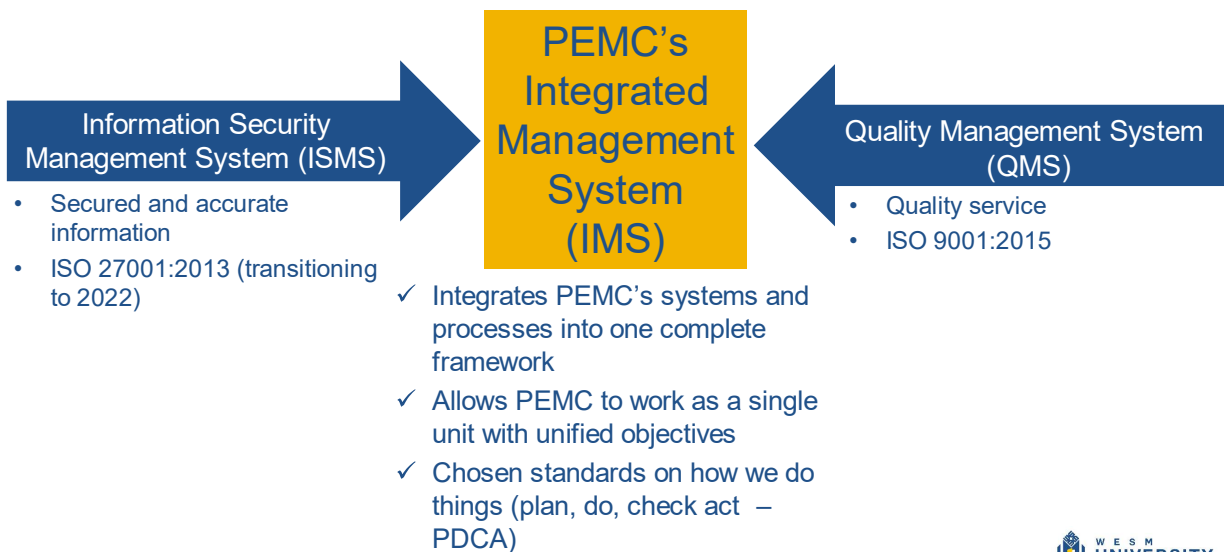 Information Security
Management System (ISMS)
• Secured and accurate
information
• ISO 27001:2013 (transitioning
to 2022)
PEMC’s
Integrated
Management
System
(IMS)
✓ Integrates PEMC’s systems and
processes into one complete
framework
✓ Allows PEMC to work as a single
unit with unified objectives
✓ Chosen standards on how we do
things (plan, do, check act –
PDCA)
Quality Management System
(QMS)
• Quality service
• ISO 9001:2015
WESM
UNIVERSITY